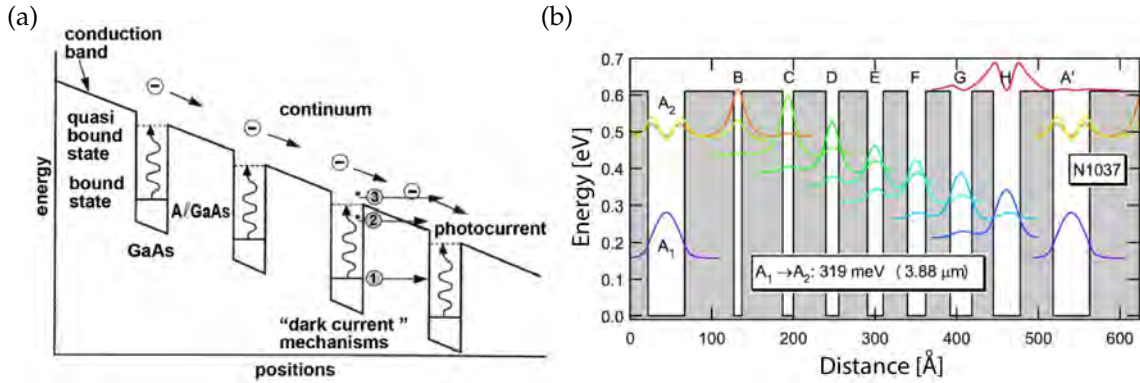 (a)
conduction
band
quasi
bound
state
bound
state
GaAs
Al/GaAs
continuum
3
2
1
photocurrent
"dark current"
mechanisms
energy
positions
(b)
0.7
0.6
0.5
0.4
0.3
0.2
0.1
0.0
Energy [eV]
A₂
B
C
D
E
F
G
H
A'
N1037
A₁
A₁→A₂: 319 meV (3.88 μm)
0
100
200
300
400
500
600
Distance [Å]